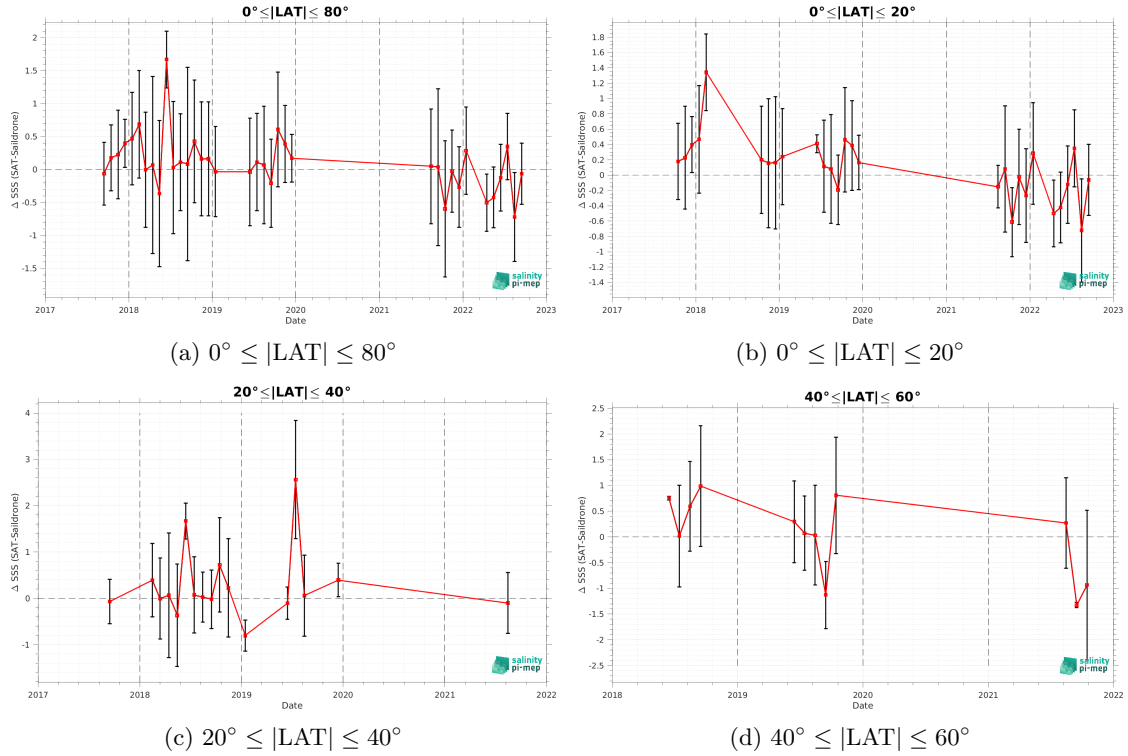 0°≤|LAT|≤ 80°
Δ SSS (SAT-Saildrone)
2
1.5
1
0.5
0
-0.5
-1
-1.5
2017
2018
2019
2020
2021
2022
2023
Date
salinity
pi-mep
(a) 0° ≤ |LAT| ≤ 80°
0°≤|LAT|≤ 20°
Δ SSS (SAT-Saildrone)
1.8
1.6
1.4
1.2
1
0.8
0.6
0.4
0.2
0
-0.2
-0.4
-0.6
-0.8
-1
-1.2
-1.4
2017
2018
2019
2020
2021
2022
2023
Date
salinity
pi-mep
(b) 0° ≤ |LAT| ≤ 20°
20°≤|LAT|≤ 40°
Δ SSS (SAT-Saildrone)
4
3
2
1
0
-1
2017
2018
2019
2020
2021
2022
Date
salinity
pi-mep
(c) 20° ≤ |LAT| ≤ 40°
40°≤|LAT|≤ 60°
Δ SSS (SAT-Saildrone)
2.5
2
1.5
1
0.5
0
-0.5
-1
-1.5
-2
-2.5
2018
2019
2020
2021
2022
Date
salinity
pi-mep
(d) 40° ≤ |LAT| ≤ 60°